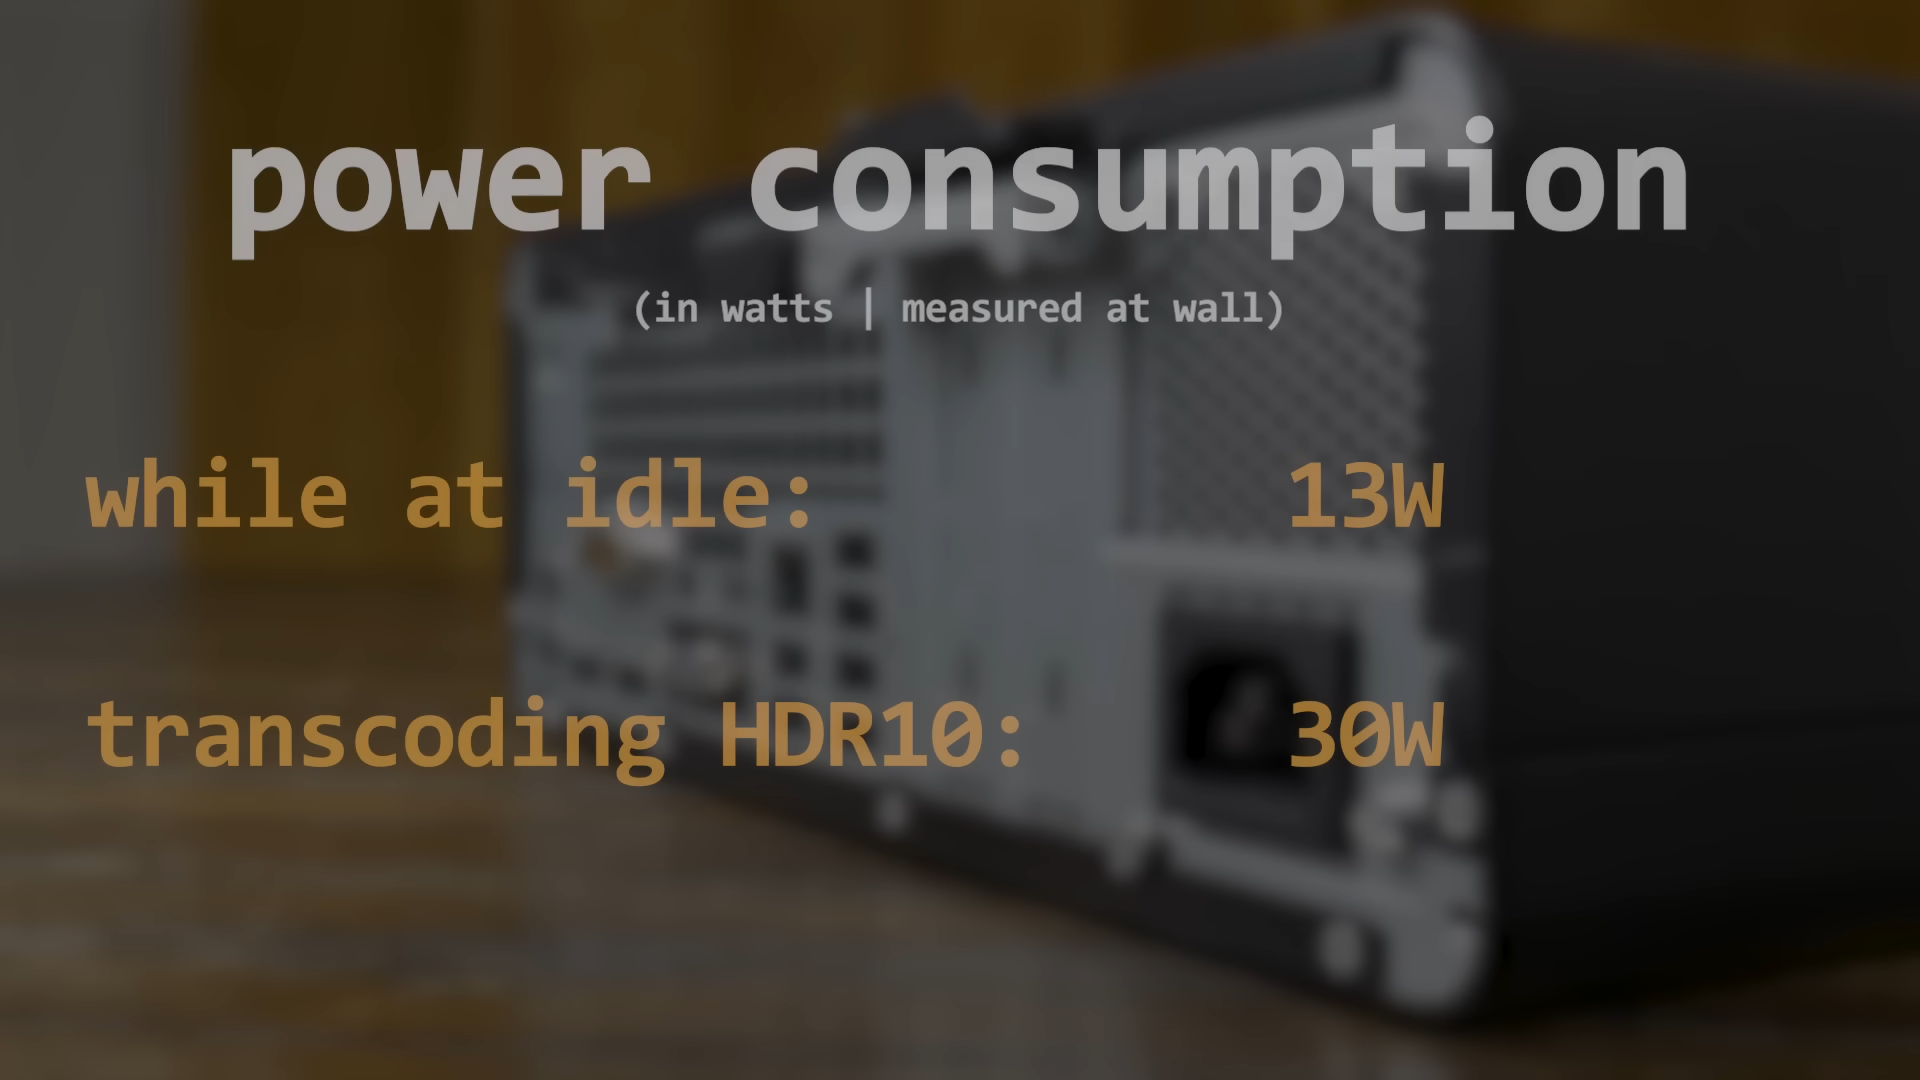 power consumption
(in watts | measured at wall)
while at idle: 13W
transcoding HDR10: 30W